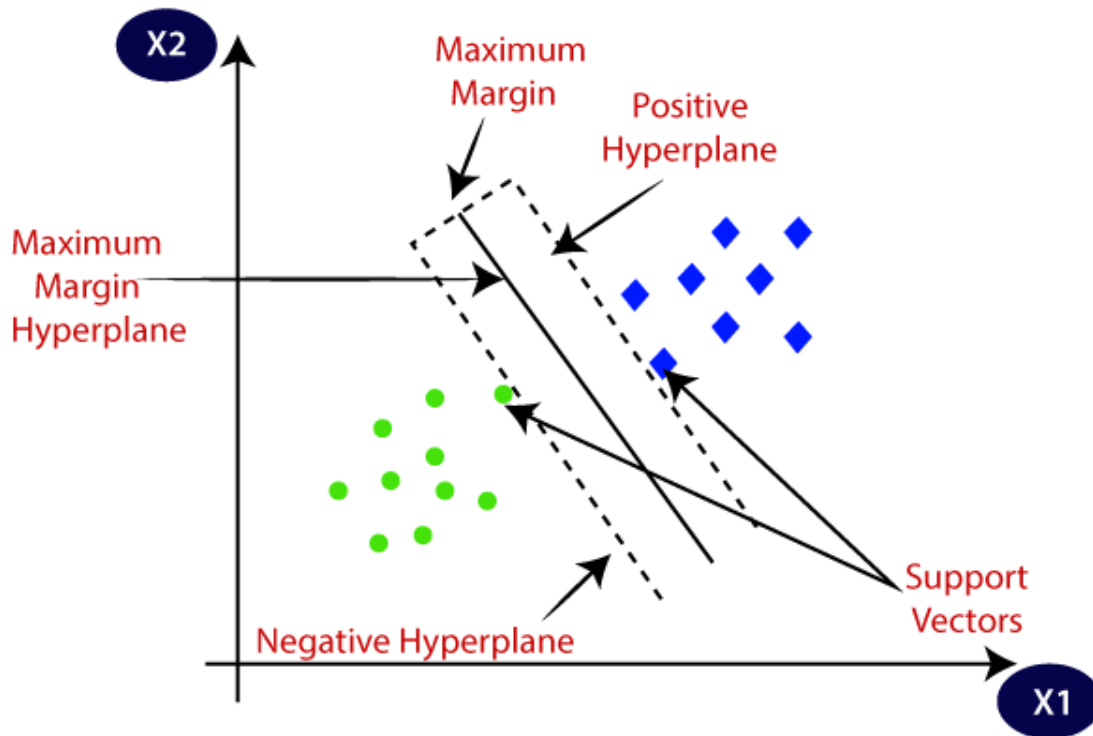 X2
Maximum
Margin
Positive
Hyperplane
Maximum
Margin
Hyperplane
Support
Vectors
Negative Hyperplane
X1